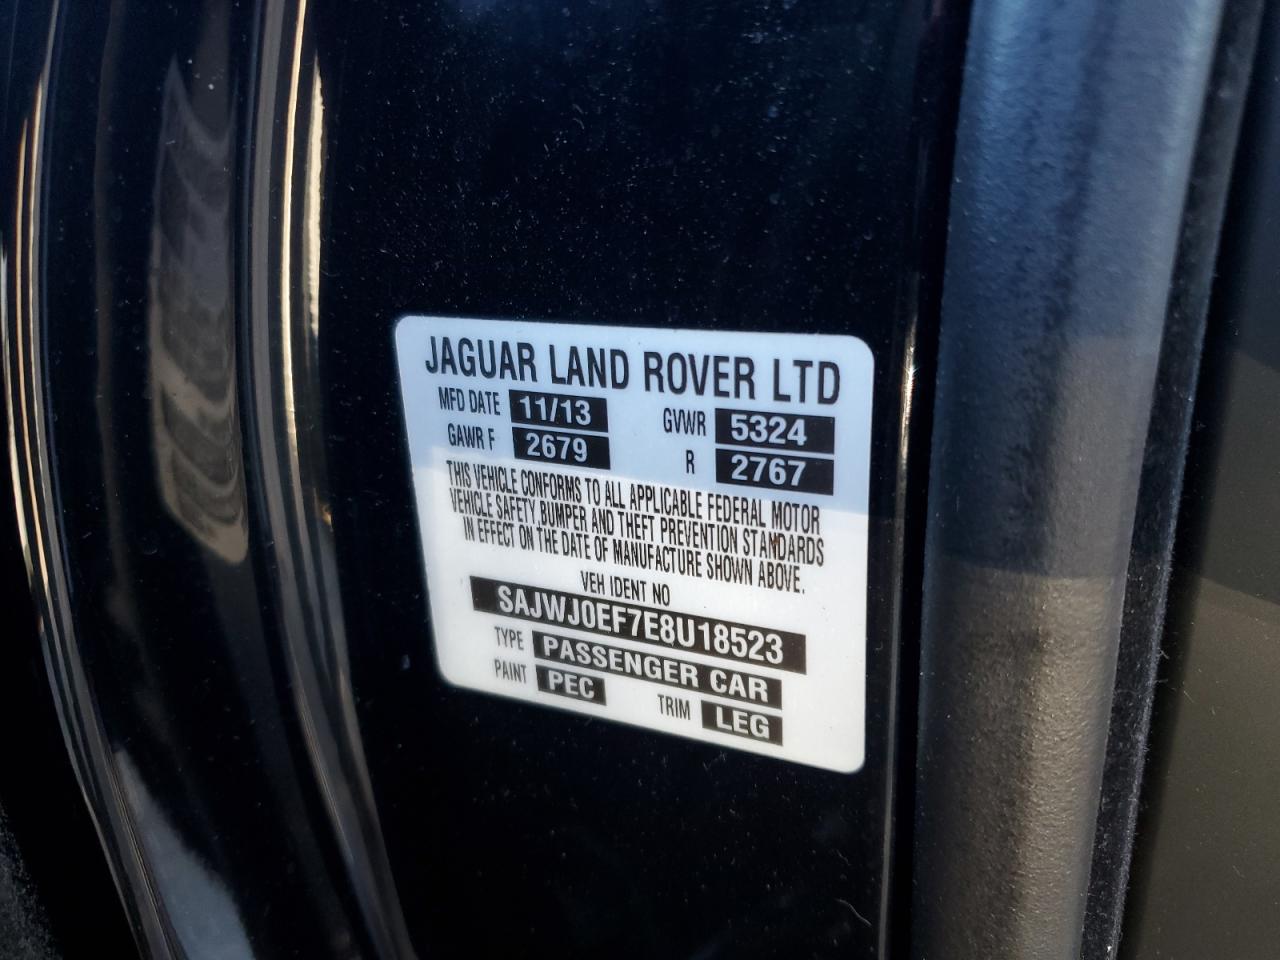 JAGUAR LAND ROVER LTD
MFD DATE 11/13 GVWR 5324
GAWR F 2679 R 2767
THIS VEHICLE CONFORMS TO ALL APPLICABLE FEDERAL MOTOR
VEHICLE SAFETY,BUMPER AND THEFT PREVENTION STANDARDS
IN EFFECT ON THE DATE OF MANUFACTURE SHOWN ABOVE.
VEH IDENT NO
SAJWJ0EF7E8U18523
TYPE PASSENGER CAR
PAINT PEC TRIM LEG